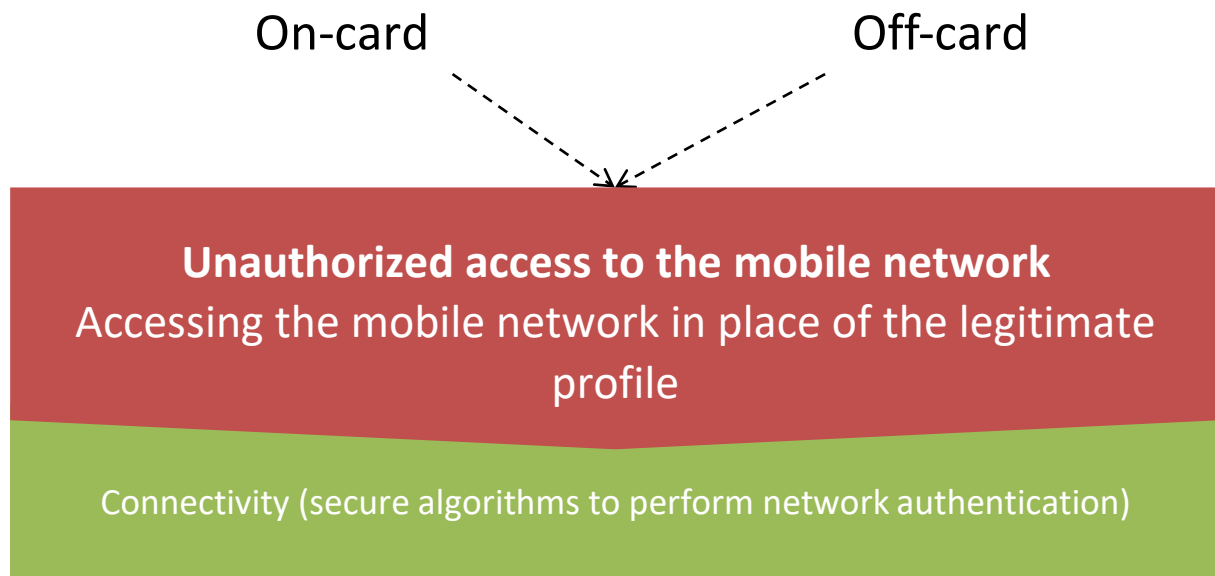 On-card Off-card
Unauthorized access to the mobile network
Accessing the mobile network in place of the legitimate
profile
Connectivity (secure algorithms to perform network authentication)